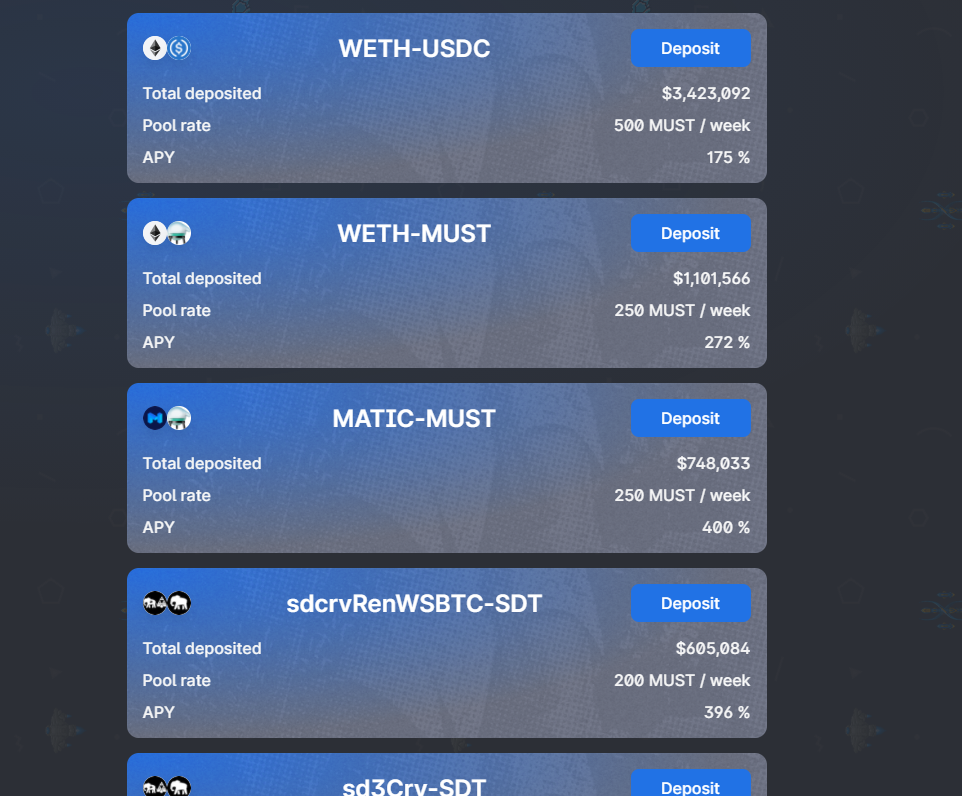 WETH-USDC
Deposit
Total deposited
$3,423,092
Pool rate
500 MUST / week
APY
175 %
WETH-MUST
Deposit
Total deposited
$1,101,566
Pool rate
250 MUST / week
APY
272 %
MATIC-MUST
Deposit
Total deposited
$748,033
Pool rate
250 MUST / week
APY
400 %
sdcrvRenWSBTC-SDT
Deposit
Total deposited
$605,084
Pool rate
200 MUST / week
APY
396 %
sd3Crv-SDT
Deposit